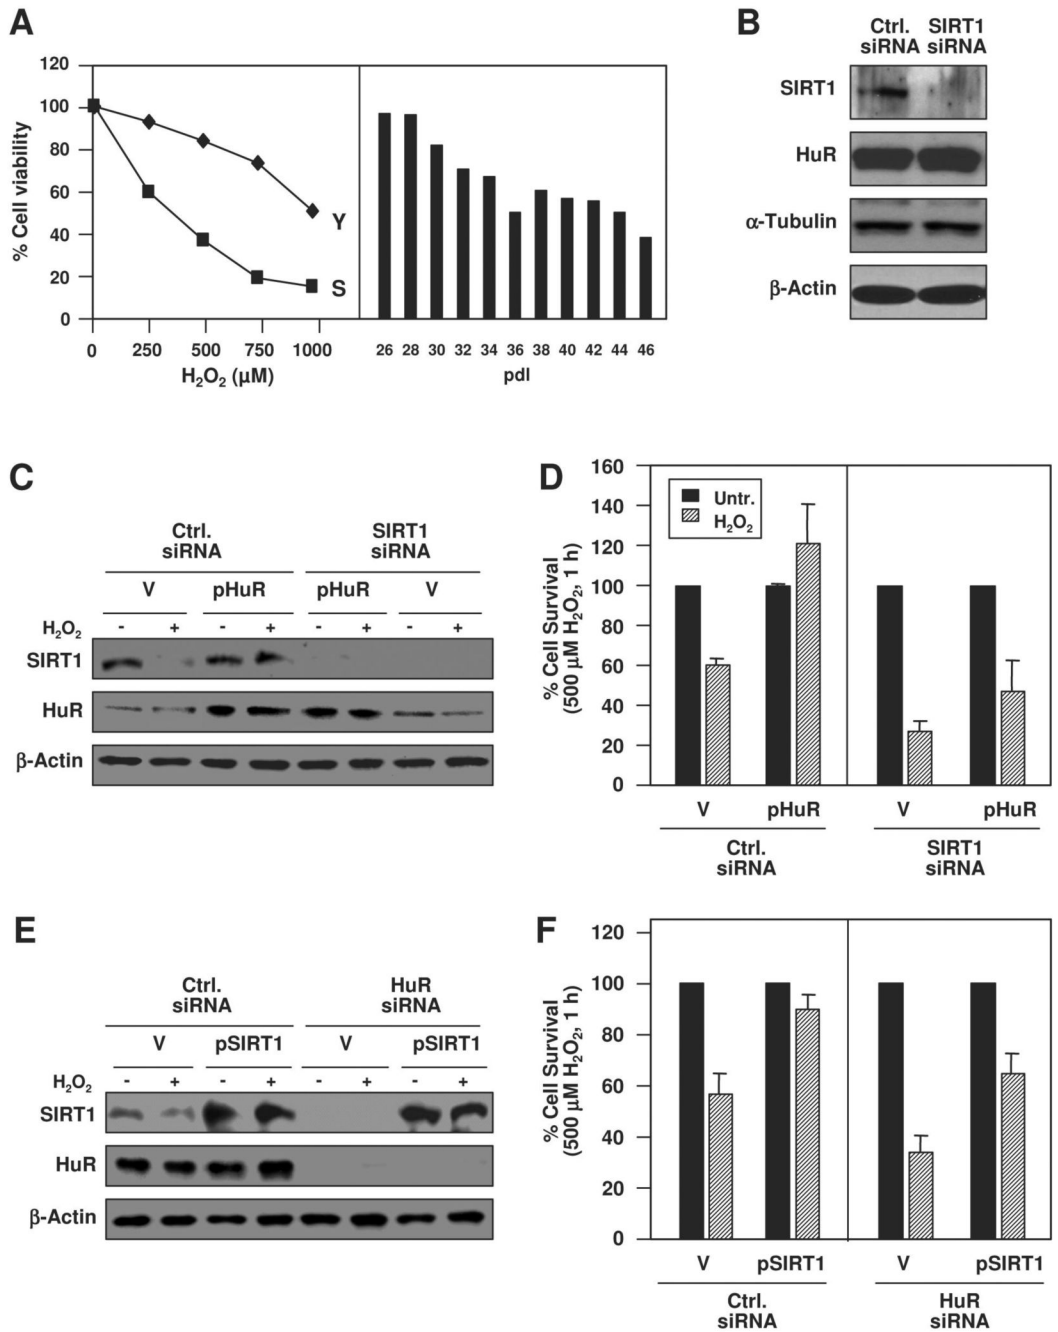 A
120
100
80
60
40
20
0
% Cell viability
Y
S
0 250 500 750 1000
H₂O₂ (μM)
26 28 30 32 34 36 38 40 42 44 46
pdl
B
Ctrl. SIRT1
siRNA siRNA
SIRT1
HuR
α-Tubulin
β-Actin
C
Ctrl. SIRT1
siRNA siRNA
V pHuR pHuR V
H₂O₂ - + - + - + - +
SIRT1
HuR
β-Actin
D
160
140
120
100
80
60
40
20
0
% Cell Survival
(500 μM H₂O₂, 1 h)
Untr.
H₂O₂
V pHuR V pHuR
Ctrl. SIRT1
siRNA siRNA
E
Ctrl. HuR
siRNA siRNA
V pSIRT1 V pSIRT1
H₂O₂ - + - + - + - +
SIRT1
HuR
β-Actin
F
120
100
80
60
40
20
0
% Cell Survival
(500 μM H₂O₂, 1 h)
V pSIRT1 V pSIRT1
Ctrl. HuR
siRNA siRNA